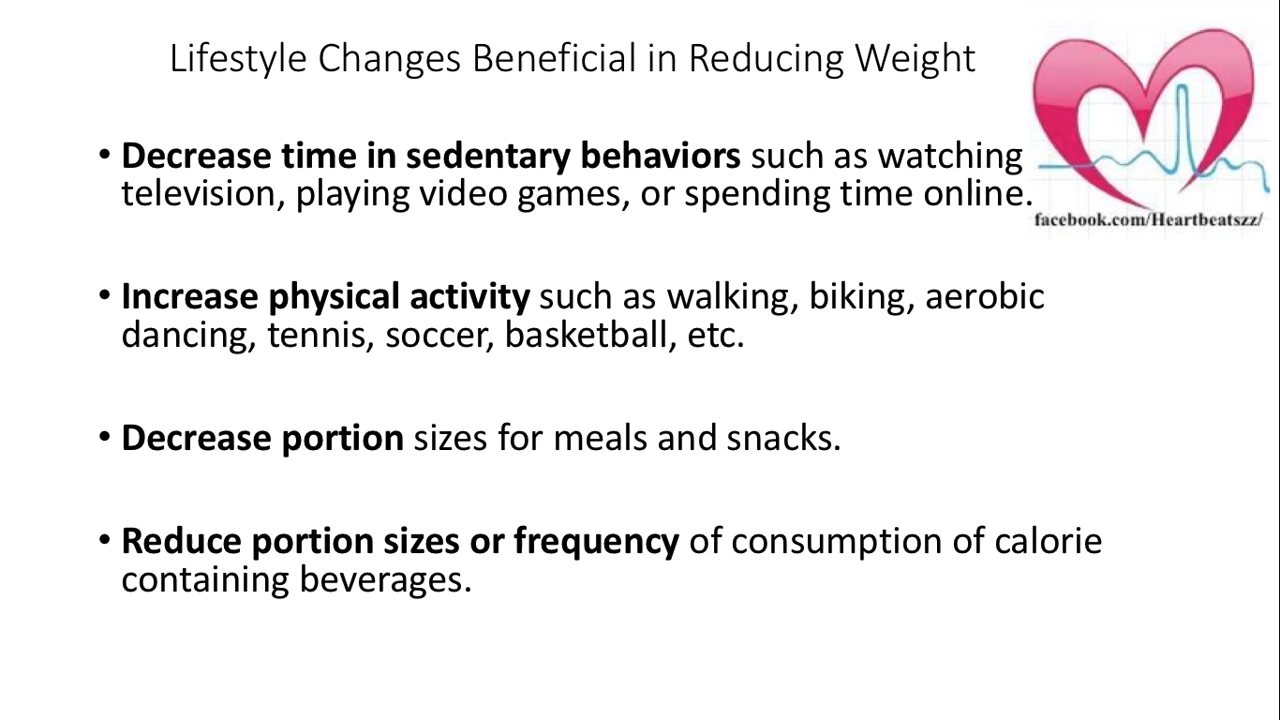 Lifestyle Changes Beneficial in Reducing Weight
• Decrease time in sedentary behaviors such as watching
television, playing video games, or spending time online.
facebook.com/Heartbeatszz/
• Increase physical activity such as walking, biking, aerobic
dancing, tennis, soccer, basketball, etc.
• Decrease portion sizes for meals and snacks.
• Reduce portion sizes or frequency of consumption of calorie
containing beverages.